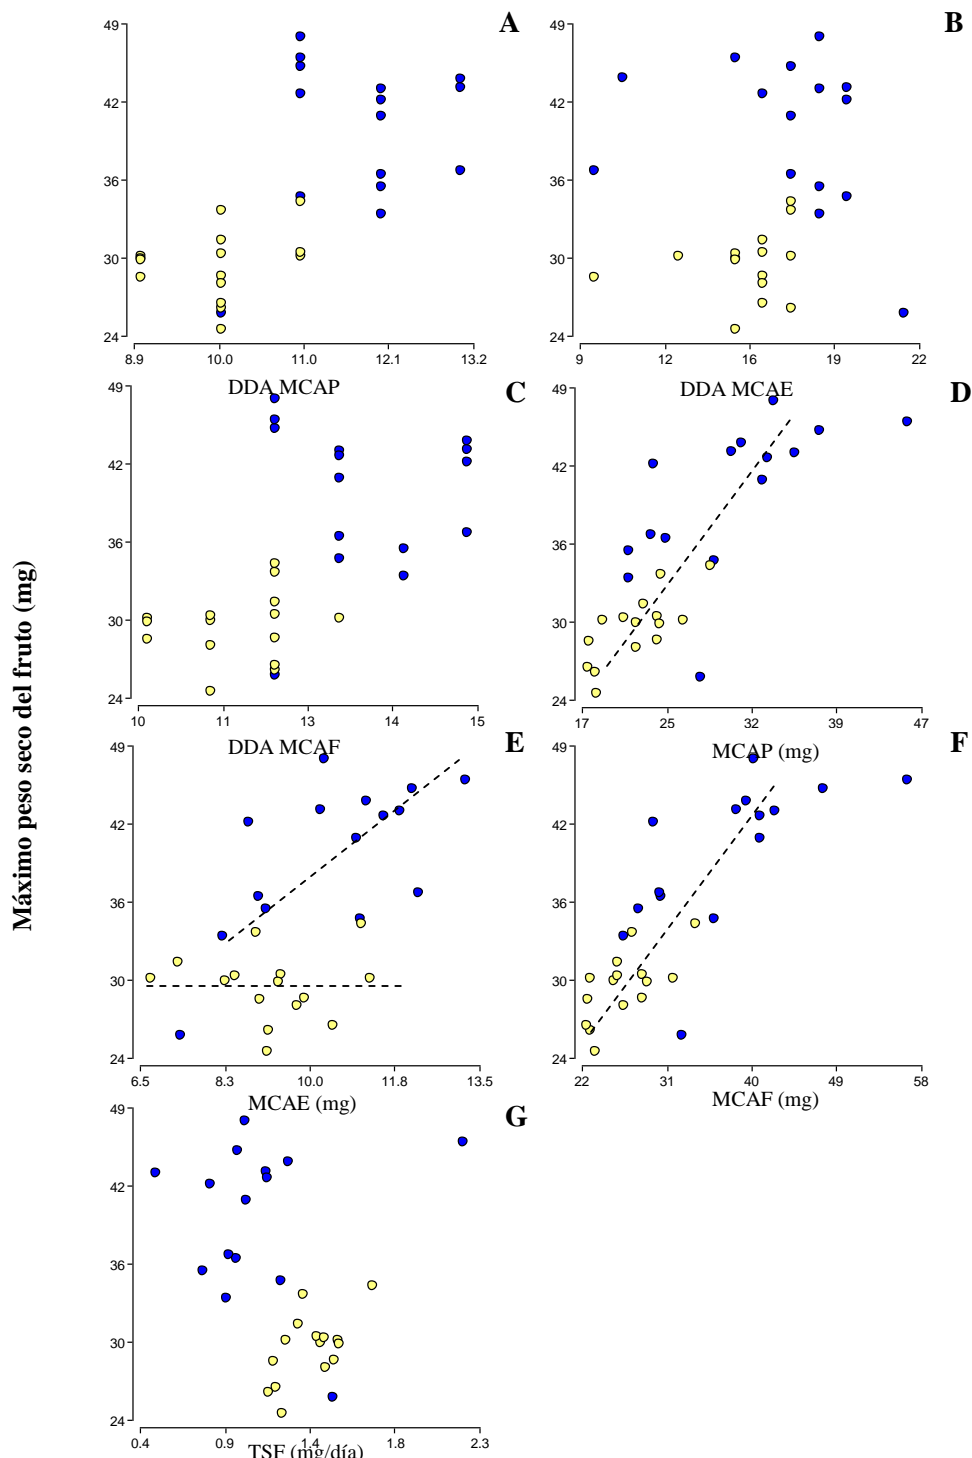 A
B
49
42
36
30
24
8.9 10.0 11.0 12.1 13.2
DDA MCAP
49
42
36
30
24
9 12 16 19 22
DDA MCAE
C
D
49
42
36
30
24
10 11 13 14 15
DDA MCAF
49
42
36
30
24
17 25 32 39 47
MCAP (mg)
Máximo peso seco del fruto (mg)
E
F
49
42
36
30
24
6.5 8.3 10.0 11.8 13.5
MCAE (mg)
49
42
36
30
24
22 31 40 49 58
MCAF (mg)
G
49
42
36
30
24
0.4 0.9 1.4 1.8 2.3
TSF (mg/día)